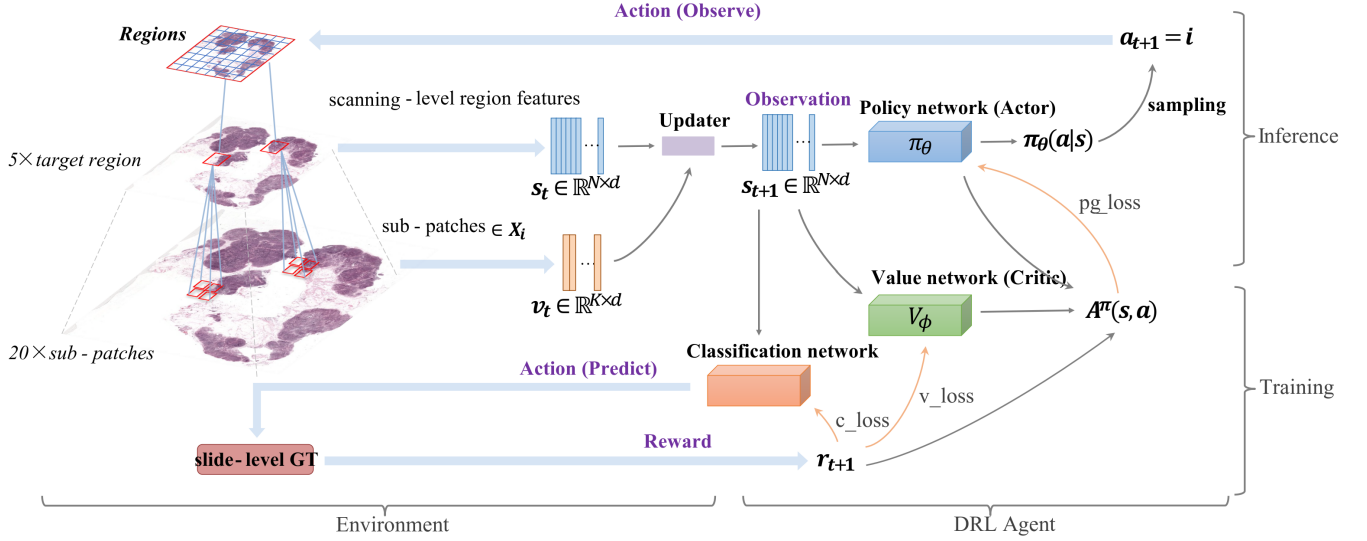 Action (Observe)
Regions
a_{t+1} = i
scanning - level region features
Observation
Policy network (Actor)
sampling
Updater
Inference
5× target region
...
...
π_θ
π_θ(a|s)
s_t ∈ ℝ^{N×d}
s_{t+1} ∈ ℝ^{N×d}
pg_loss
sub - patches ∈ X_i
...
Value network (Critic)
v_t ∈ ℝ^{K×d}
V_ϕ
A^π(s, a)
20× sub - patches
Classification network
Action (Predict)
Training
v_loss
c_loss
Reward
slide- level GT
r_{t+1}
Environment
DRL Agent